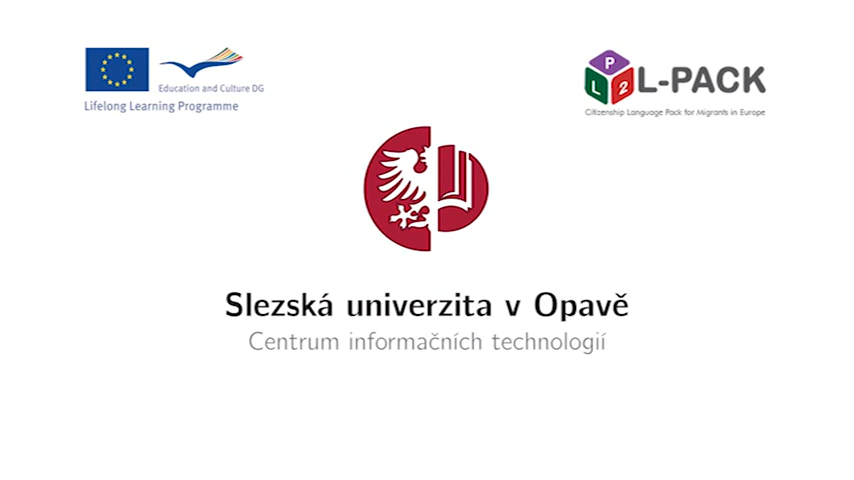 Education and Culture DG
Lifelong Learning Programme
P
L 2
L-PACK
Citizenship Language Pack for Migrants in Europe
Slezská univerzita v Opavě
Centrum informačních technologií